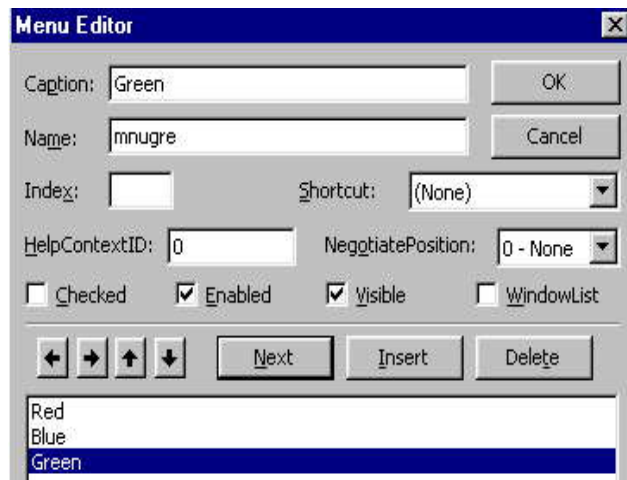 Menu Editor
Caption: Green OK
Name: mnugre Cancel
Index: Shortcut: (None)
HelpContextID: 0 NegotiatePosition: 0 - None
Checked Enabled Visible WindowList
Next Insert Delete
Red
Blue
Green